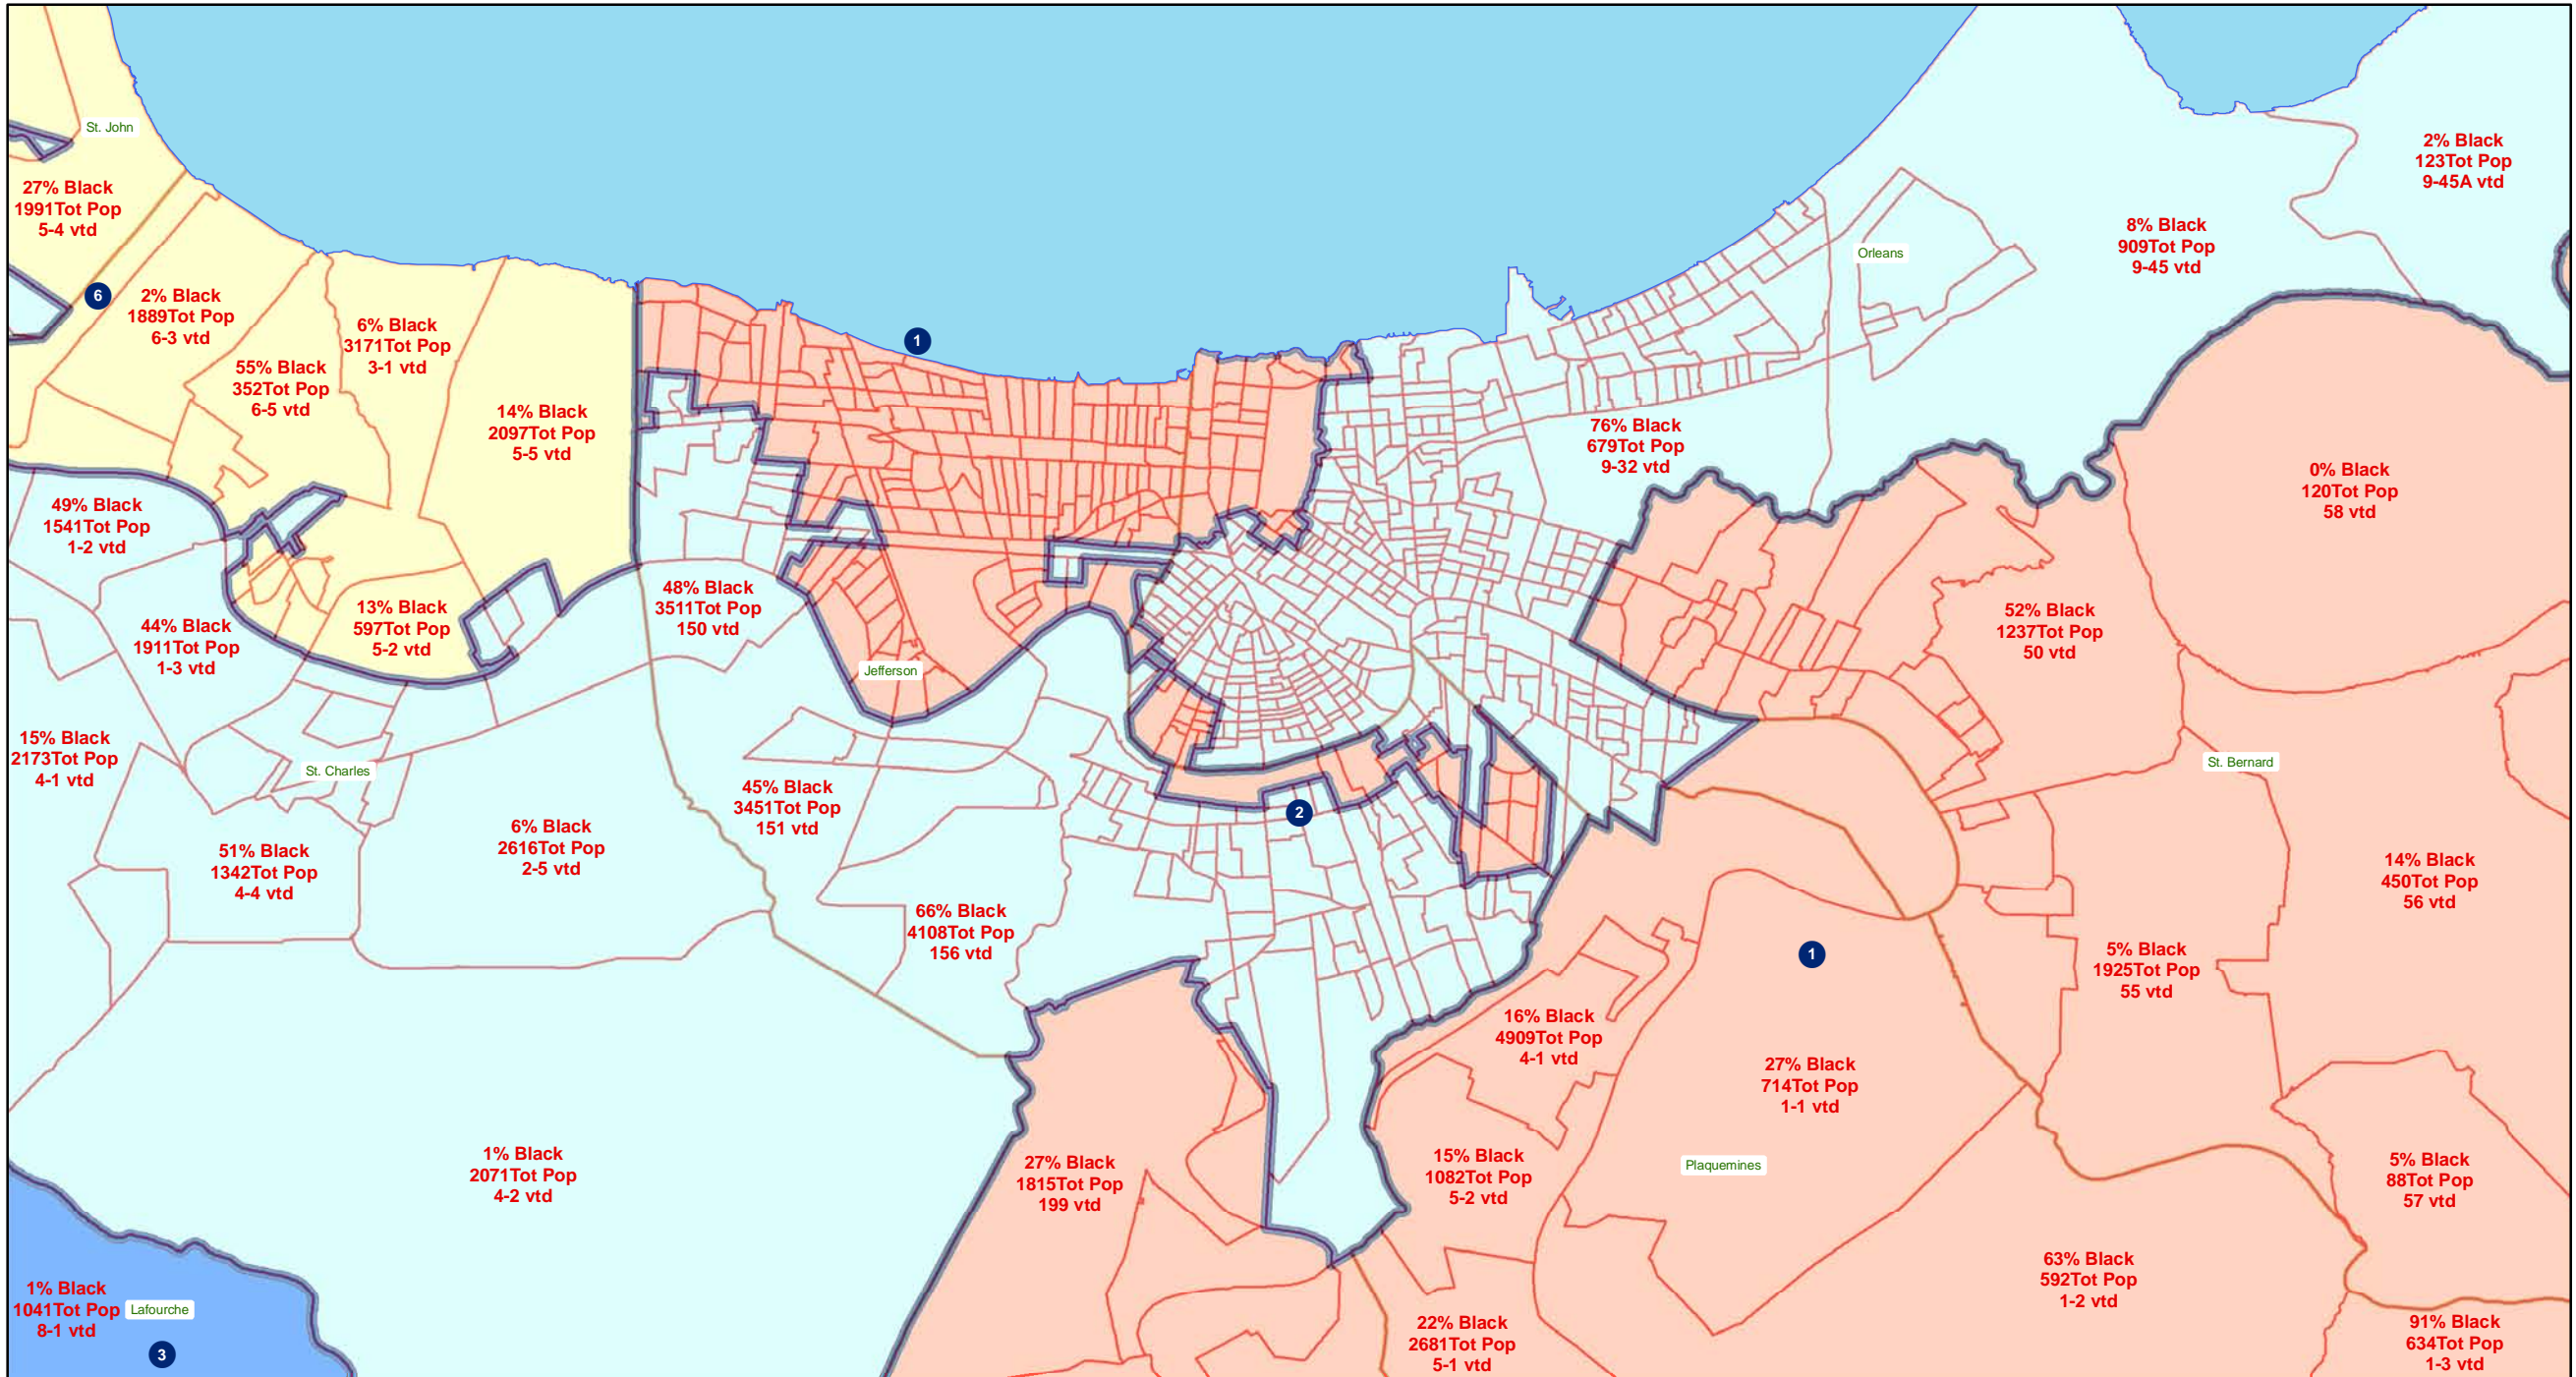 St. John
27% Black
1991Tot Pop
5-4 vtd
6
2% Black
1889Tot Pop
6-3 vtd
55% Black
352Tot Pop
6-5 vtd
6% Black
3171Tot Pop
3-1 vtd
14% Black
2097Tot Pop
5-5 vtd
1
Orleans
2% Black
123Tot Pop
9-45A vtd
8% Black
909Tot Pop
9-45 vtd
76% Black
679Tot Pop
9-32 vtd
0% Black
120Tot Pop
58 vtd
49% Black
1541Tot Pop
1-2 vtd
44% Black
1911Tot Pop
1-3 vtd
13% Black
597Tot Pop
5-2 vtd
48% Black
3511Tot Pop
150 vtd
Jefferson
52% Black
1237Tot Pop
50 vtd
15% Black
2173Tot Pop
4-1 vtd
St. Charles
45% Black
3451Tot Pop
151 vtd
2
St. Bernard
51% Black
1342Tot Pop
4-4 vtd
6% Black
2616Tot Pop
2-5 vtd
66% Black
4108Tot Pop
156 vtd
14% Black
450Tot Pop
56 vtd
1
5% Black
1925Tot Pop
55 vtd
16% Black
4909Tot Pop
4-1 vtd
27% Black
714Tot Pop
1-1 vtd
1% Black
2071Tot Pop
4-2 vtd
27% Black
1815Tot Pop
199 vtd
15% Black
1082Tot Pop
5-2 vtd
Plaquemines
5% Black
88Tot Pop
57 vtd
1% Black
1041Tot Pop
8-1 vtd
Lafourche
3
63% Black
592Tot Pop
1-2 vtd
22% Black
2681Tot Pop
5-1 vtd
91% Black
634Tot Pop
1-3 vtd